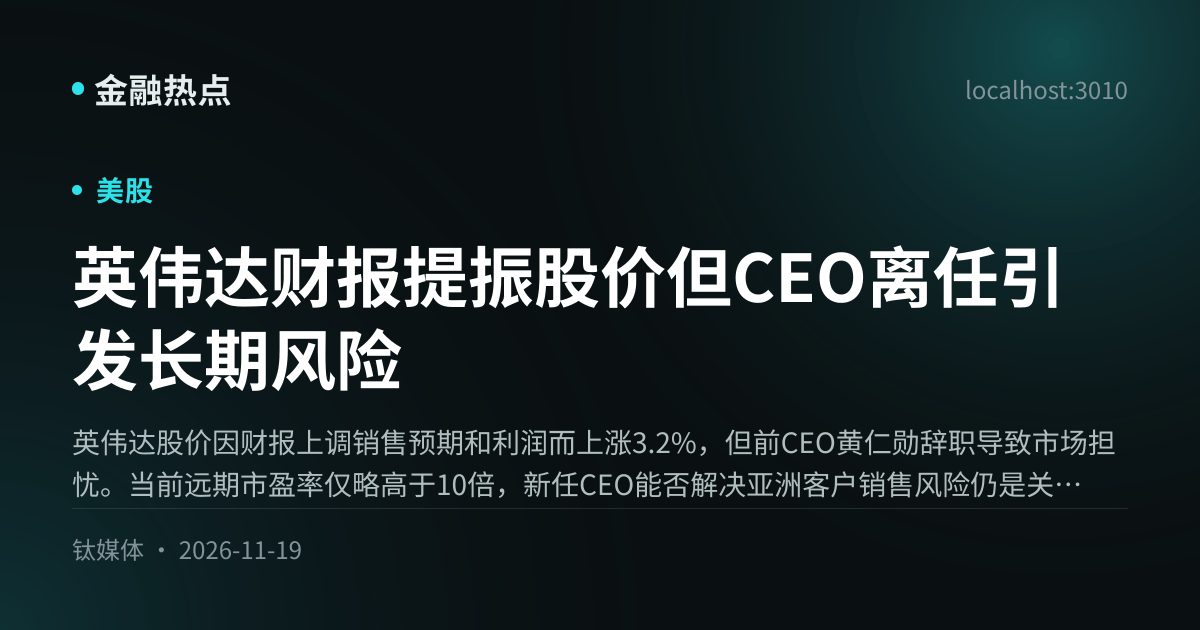 金融热点
localhost:3010
美股
英伟达财报提振股价但CEO离任引
发长期风险
英伟达股价因财报上调销售预期和利润而上涨3.2%，但前CEO黄仁勋辞职导致市场担
忧。当前远期市盈率仅略高于10倍，新任CEO能否解决亚洲客户销售风险仍是关…
钛媒体 • 2026-11-19